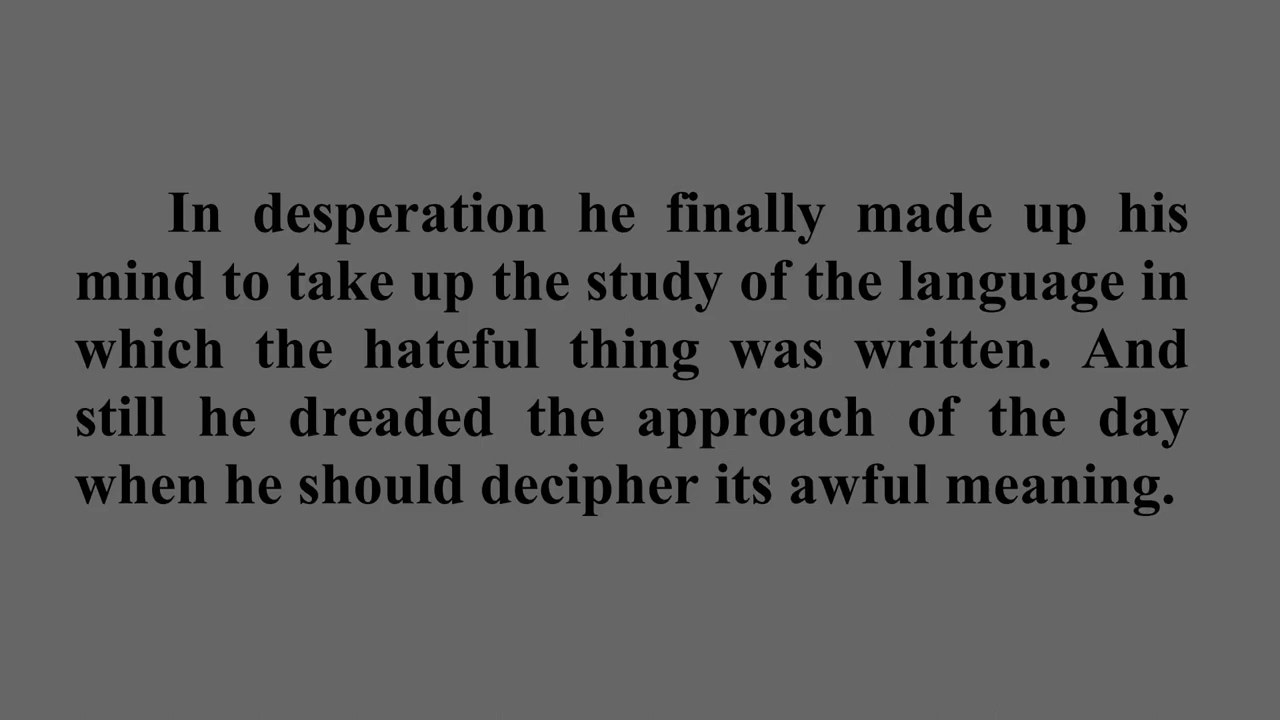 In desperation he finally made up his
mind to take up the study of the language in
which the hateful thing was written. And
still he dreaded the approach of the day
when he should decipher its awful meaning.